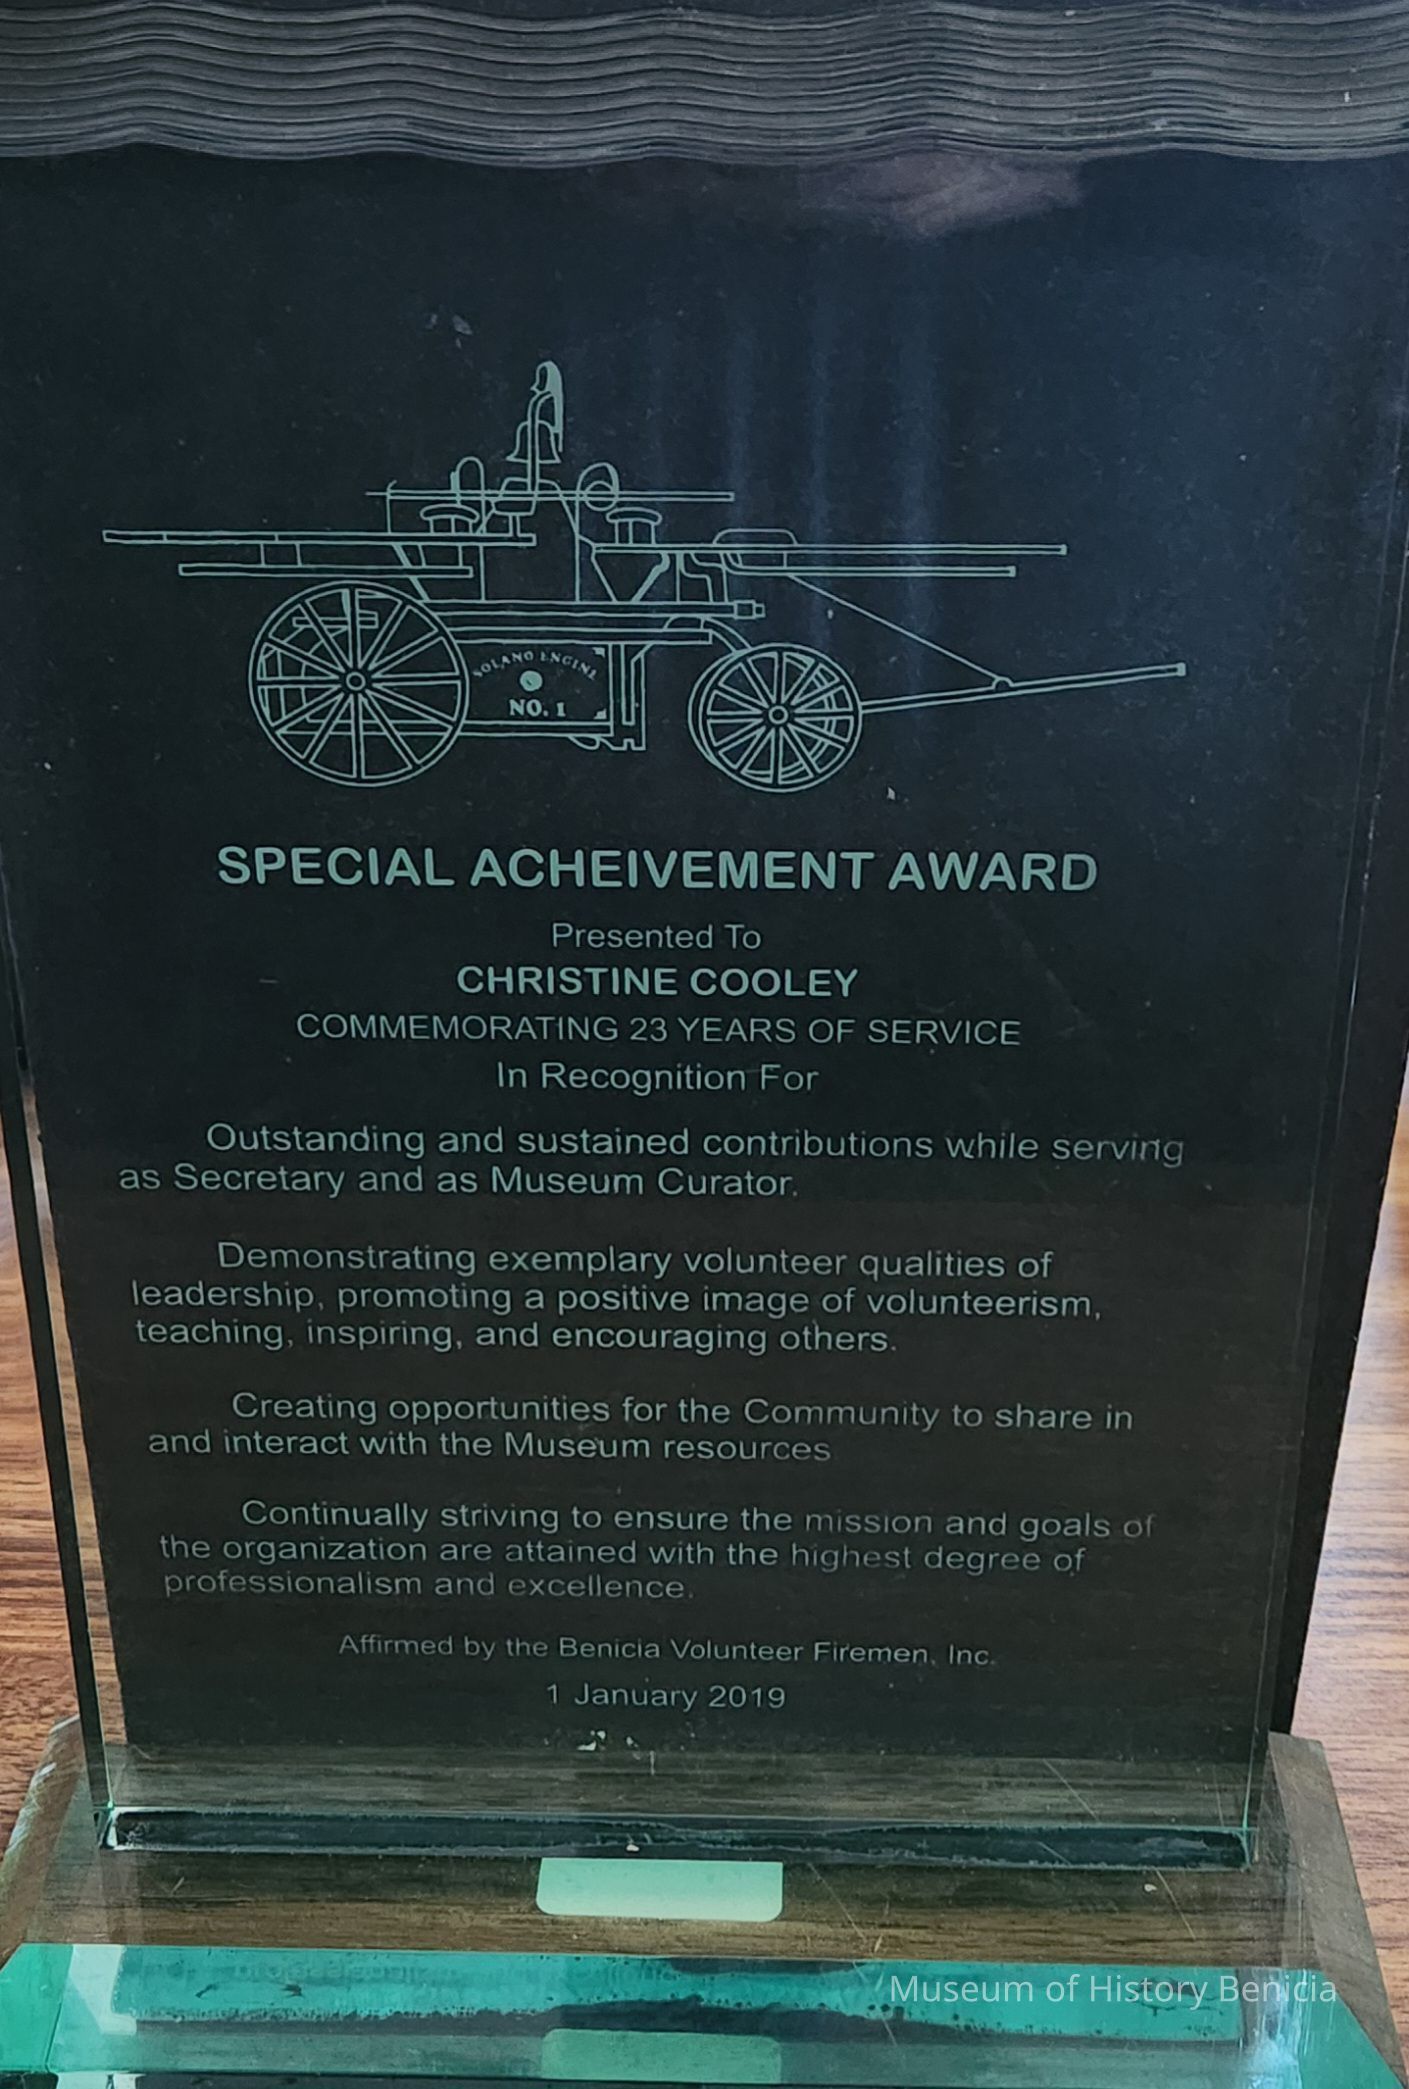 SOLANO ENGINE
NO. 1
SPECIAL ACHEIVEMENT AWARD
Presented To
CHRISTINE COOLEY
COMMEMORATING 23 YEARS OF SERVICE
In Recognition For
Outstanding and sustained contributions while serving
as Secretary and as Museum Curator.
Demonstrating exemplary volunteer qualities of
leadership, promoting a positive image of volunteerism,
teaching, inspiring, and encouraging others.
Creating opportunities for the Community to share in
and interact with the Museum resources
Continually striving to ensure the mission and goals of
the organization are attained with the highest degree of
professionalism and excellence.
Affirmed by the Benicia Volunteer Firemen, Inc.
1 January 2019
Museum of History Benicia